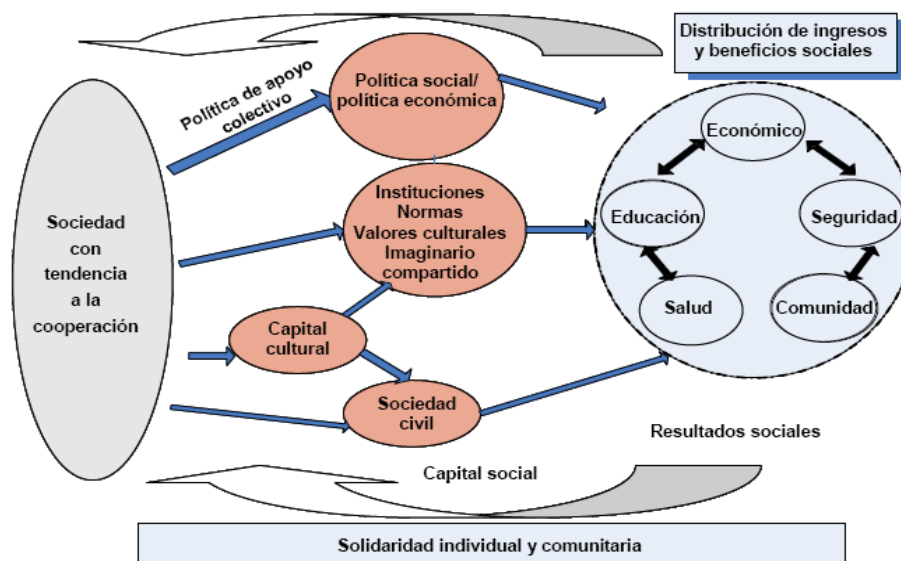 Distribución de ingresos
y beneficios sociales
Política de apoyo
colectivo
Política social/
política económica
Económico
Instituciones
Normas
Valores culturales
Imaginario
compartido
Educación
Seguridad
Sociedad
con
tendencia
a la
cooperación
Salud
Comunidad
Capital
cultural
Sociedad
civil
Resultados sociales
Capital social
Solidaridad individual y comunitaria